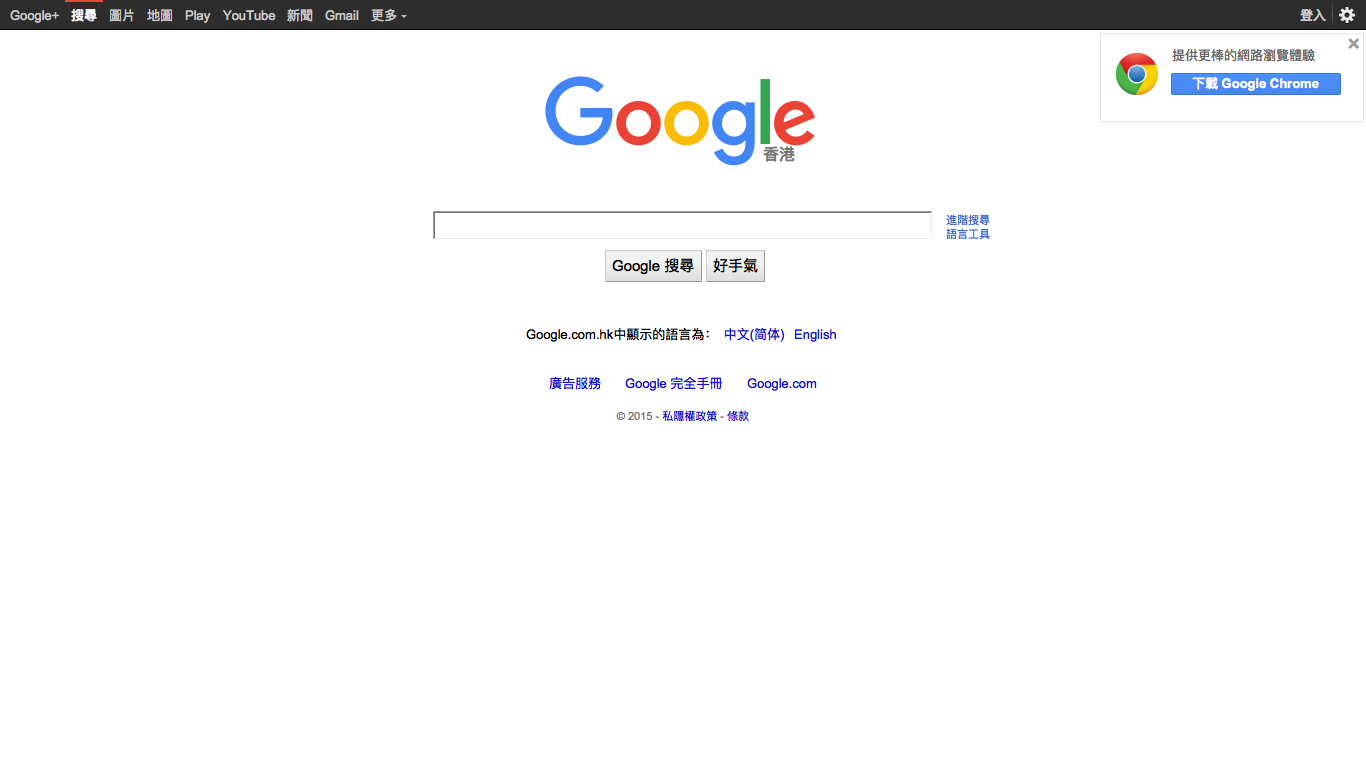 Google+ 搜尋 圖片 地圖 Play YouTube 新聞 Gmail 更多 登入
提供更棒的網路瀏覽體驗
下載 Google Chrome
Google
香港
進階搜尋
語言工具
Google 搜尋 好手氣
Google.com.hk中顯示的語言為： 中文(简体) English
廣告服務 Google 完全手冊 Google.com
© 2015 - 私隱權政策 - 條款